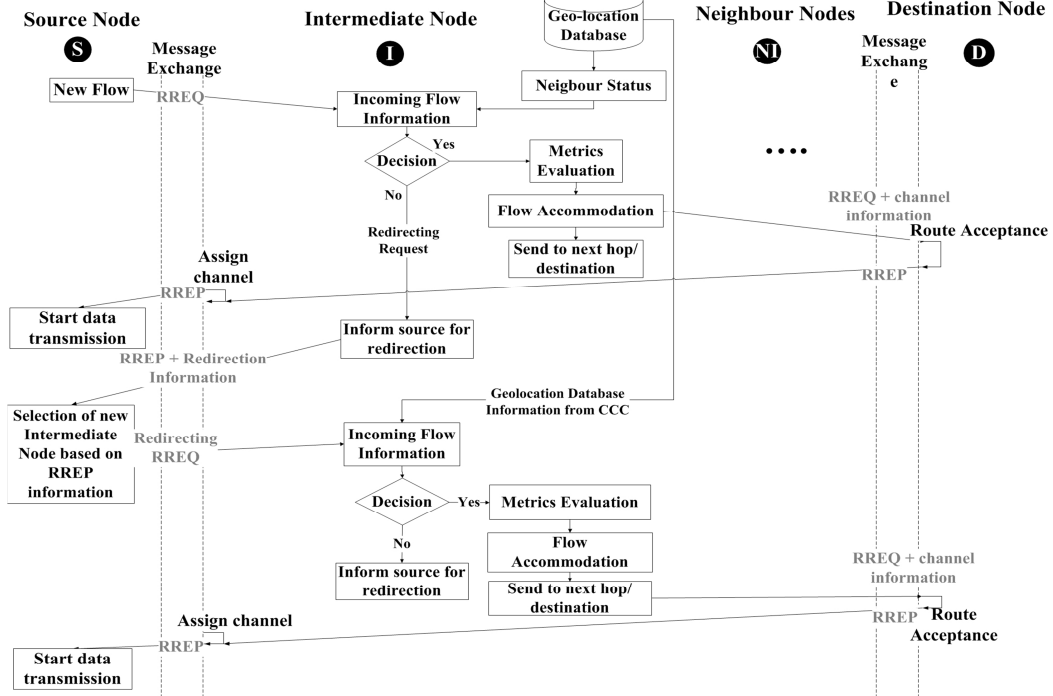 Source Node
Intermediate Node
Neighbour Nodes
Destination Node
S
I
NI
D
Message
Exchange
Message
Exchang
e
Geo-location
Database
Neigbour Status
New Flow
RREQ
Incoming Flow
Information
Decision
Yes
No
Metrics
Evaluation
....
Flow Accommodation
Send to next hop/
destination
RREQ + channel
information
Route Acceptance
RREP
Redirecting
Request
Assign
channel
RREP
Start data
transmission
Inform source for
redirection
RREP + Redirection
Information
Geolocation Database
Information from CCC
Selection of new
Intermediate
Node based on
RREP
information
Redirecting
RREQ
Incoming Flow
Information
Decision
Yes
No
Metrics Evaluation
Flow
Accommodation
Inform source for
redirection
Send to next hop/
destination
RREQ + channel
information
RREP
Route
Acceptance
Assign channel
RREP
Start data
transmission